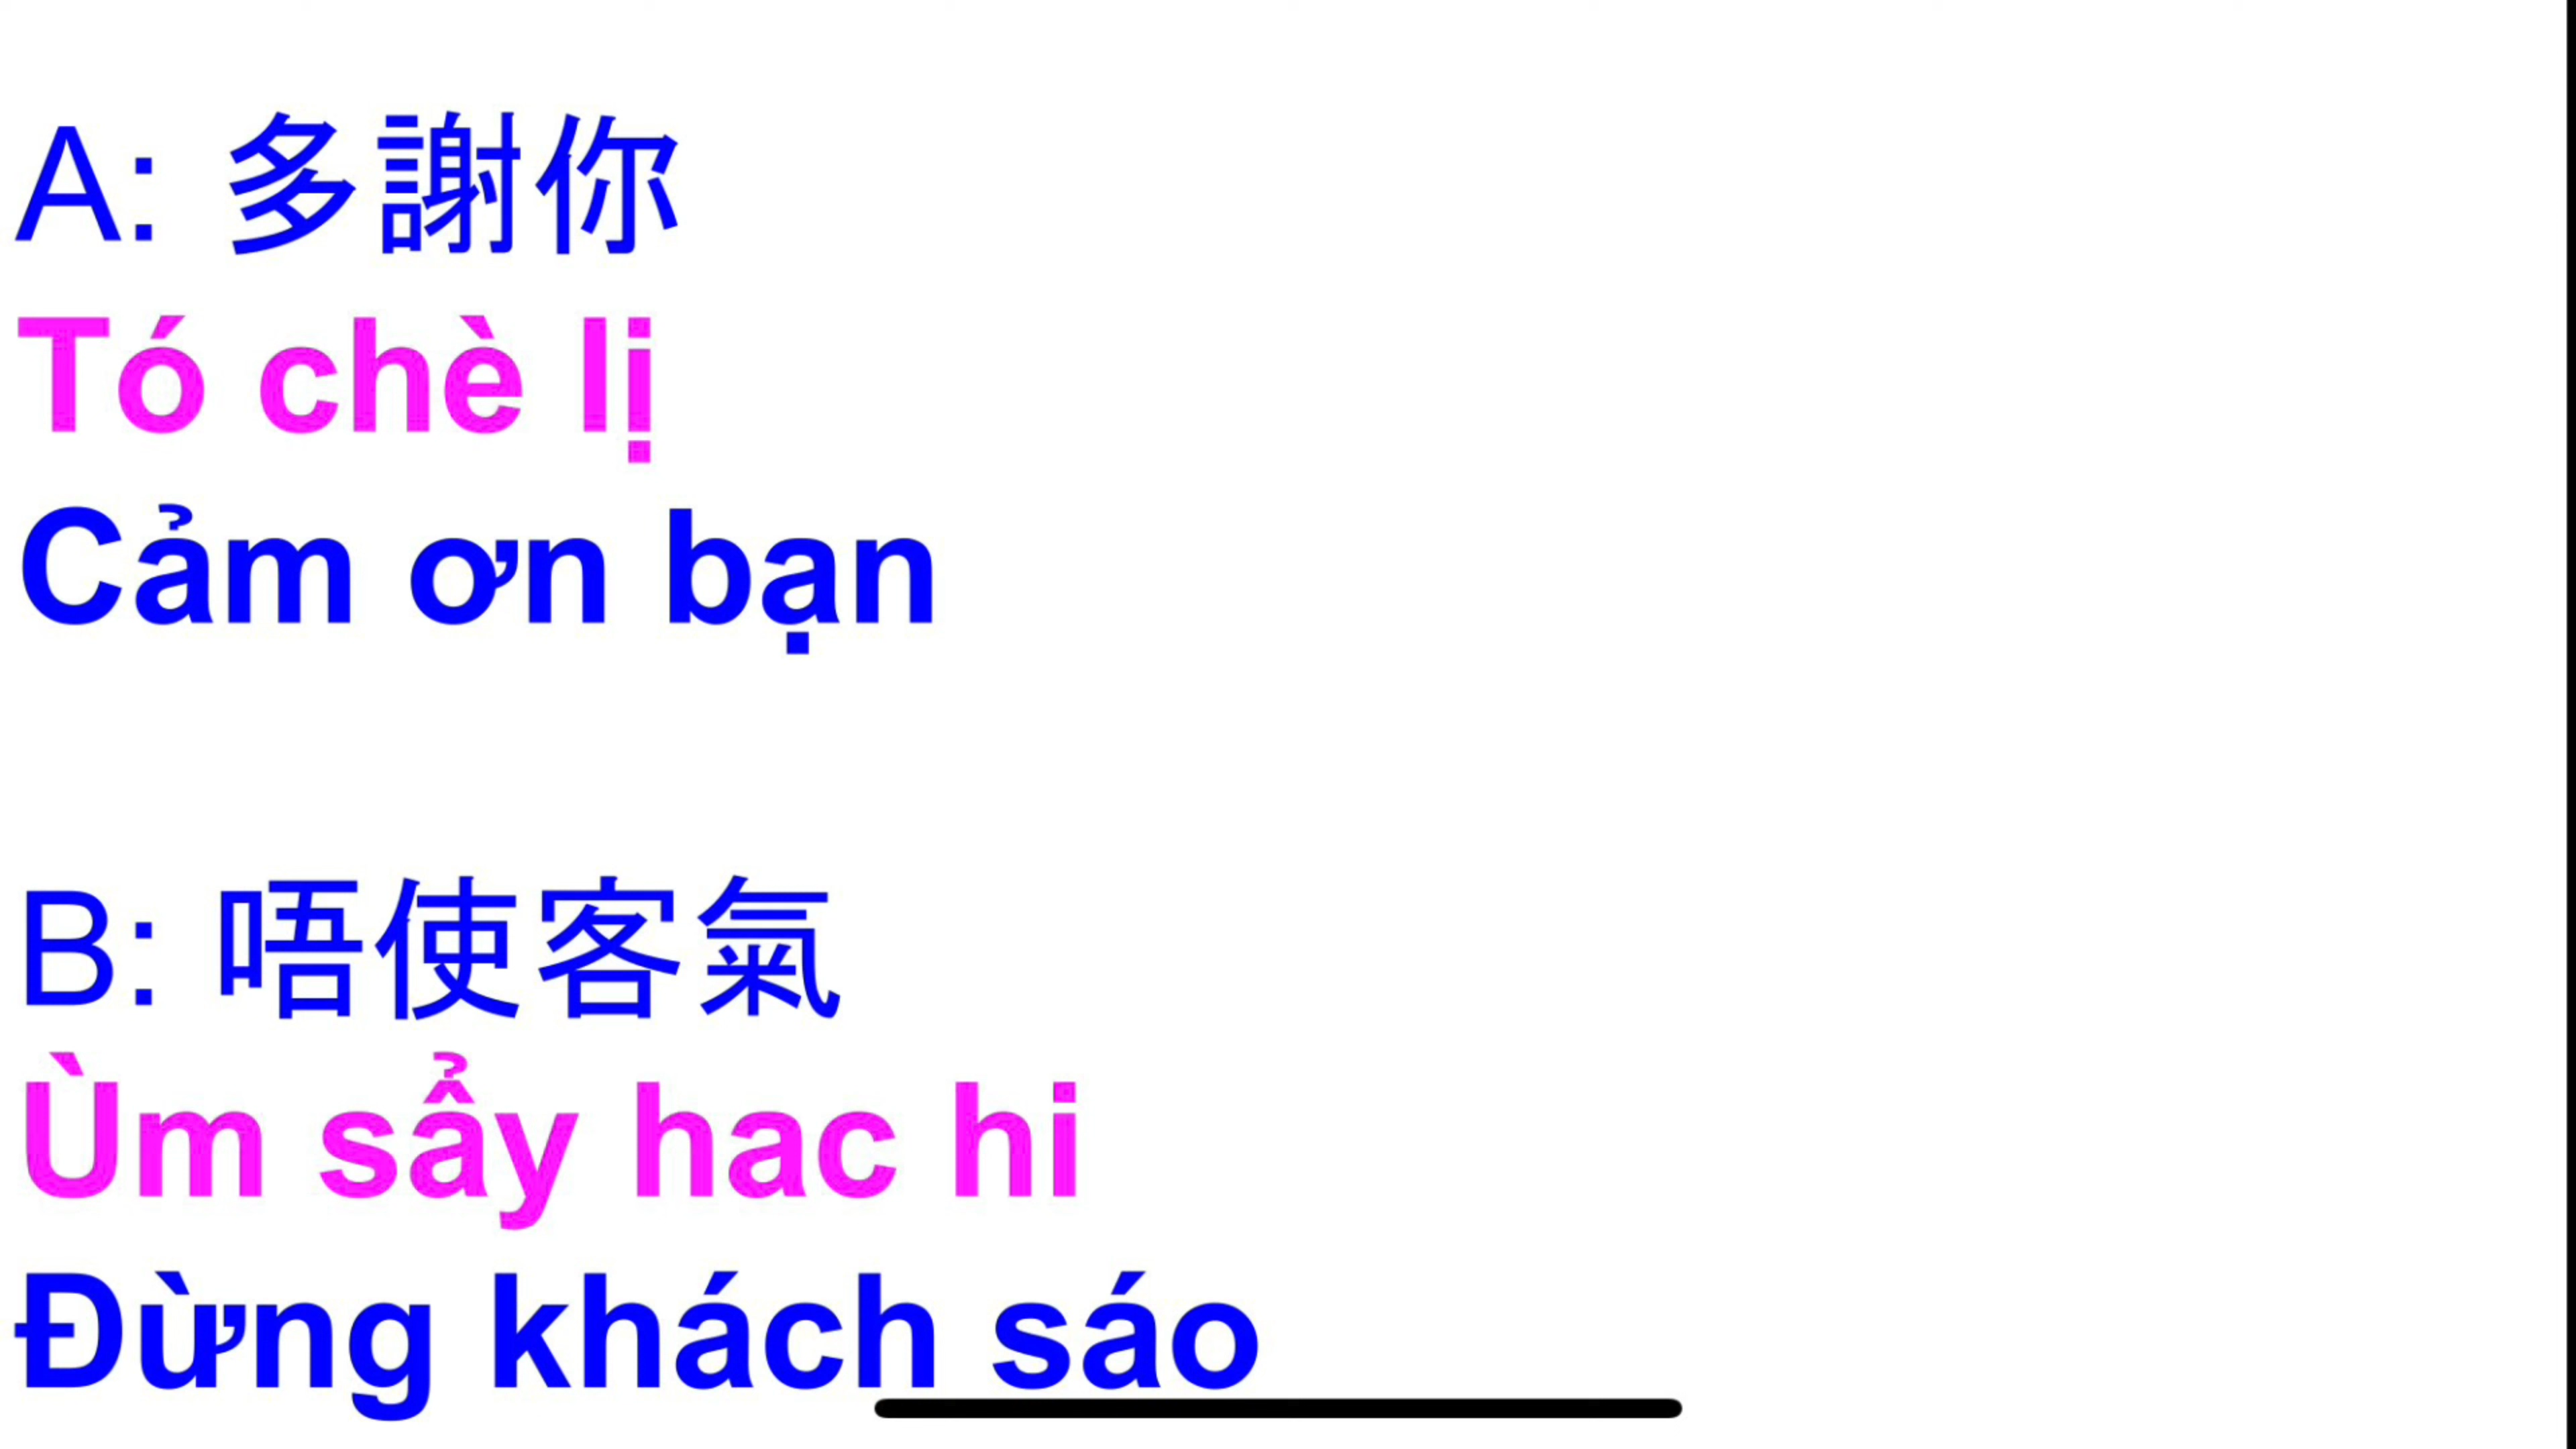 A: 多謝你
Tó chè lị
Cảm ơn bạn
B: 唔使客氣
Ùm sẩy hac hi
Đừng khách sáo